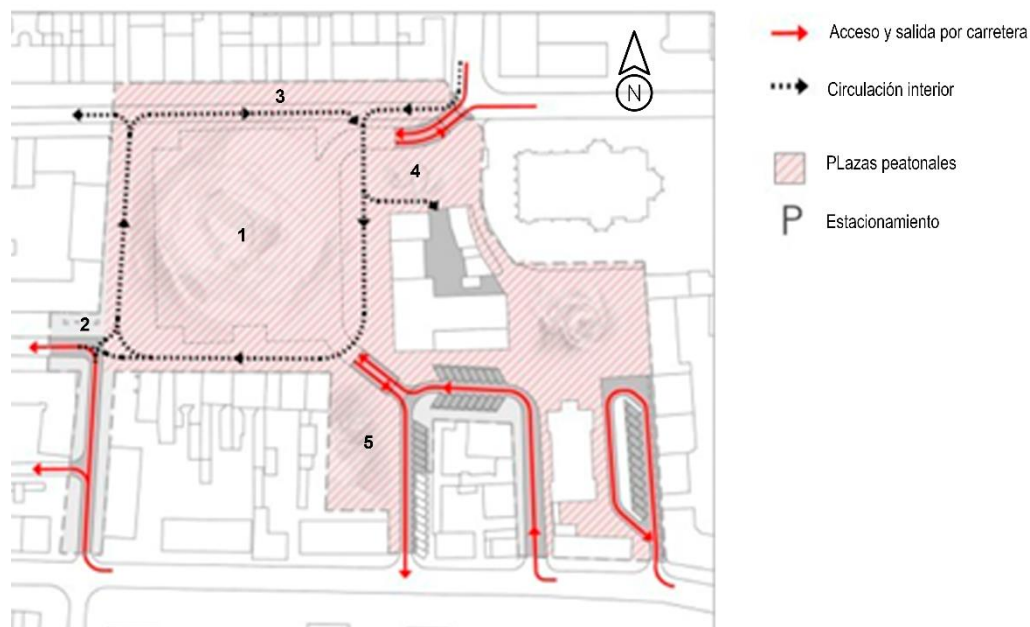 3
N
4
1
2
5
Acceso y salida por carretera
Circulación interior
PLazas peatonales
P Estacionamiento